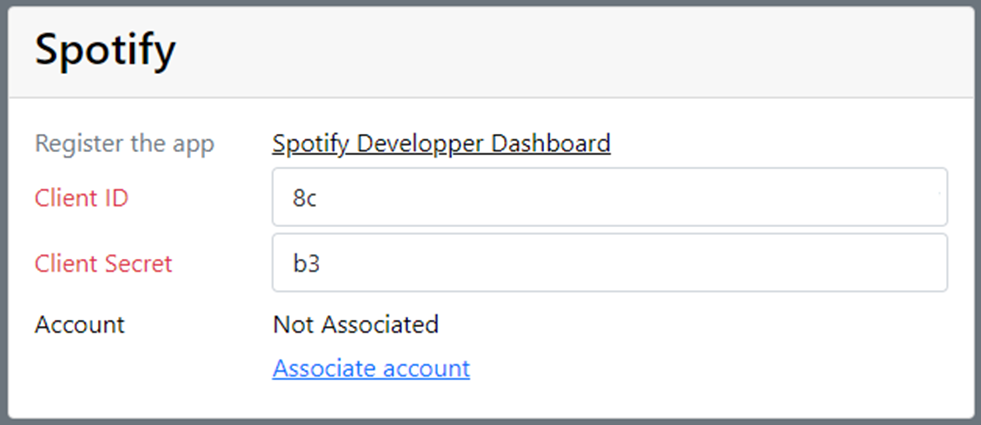 Spotify
Register the app Spotify Developper Dashboard
Client ID 8c
Client Secret b3
Account Not Associated
Associate account